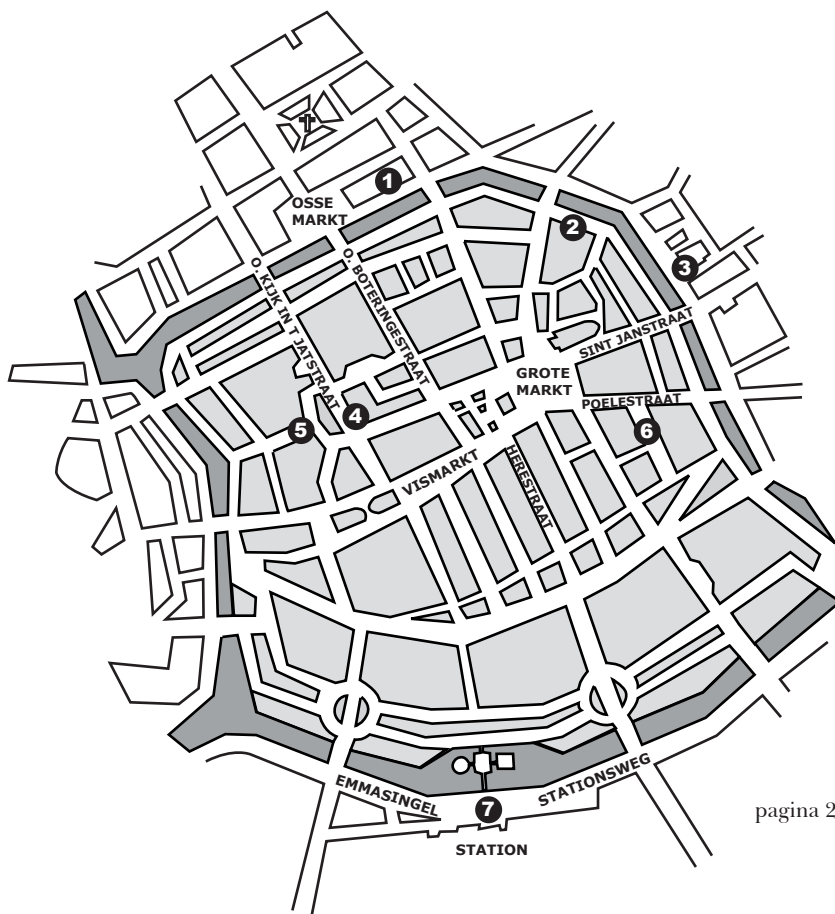 1
OSSE
MARKT
2
3
O. KIJK IN T JATSTRAAT
O. BOTERINGESTRAAT
SINT JANSTRAAT
GROTE
MARKT
POELESTRAAT
4
5
6
VISMARKT
HERESTRAAT
EMMASINGEL
7
STATIONSWEG
pagina 2
STATION